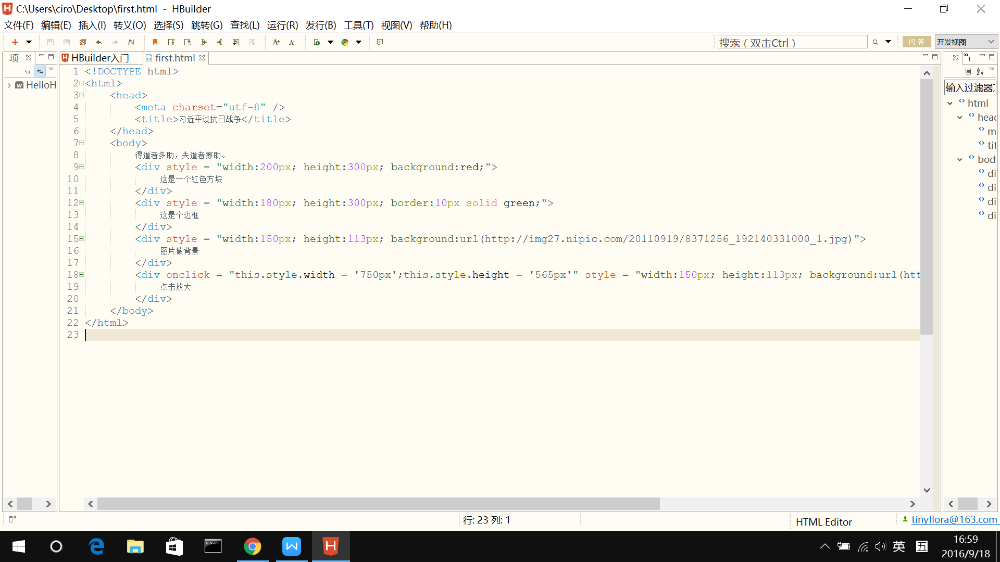 C:\Users\ciro\Desktop\first.html - HBuilder
文件(F) 编辑(E) 插入(I) 转义(O) 选择(S) 跳转(G) 查找(L) 运行(R) 发行(B) 工具(T) 视图(V) 帮助(H)
搜索（双击Ctrl） 问答 开发视图
项 HBuilder入门 first.html
HelloH
1 <!DOCTYPE html>
2 <html>
3 <head>
4 <meta charset="utf-8" />
5 <title>习近平谈抗日战争</title>
6 </head>
7 <body>
8 得道者多助，失道者寡助。
9 <div style = "width:200px; height:300px; background:red;">
10 这是一个红色方块
11 </div>
12 <div style = "width:180px; height:300px; border:10px solid green;">
13 这是个边框
14 </div>
15 <div style = "width:150px; height:113px; background:url(http://img27.nipic.com/20110919/8371256_192140331000_1.jpg)">
16 图片做背景
17 </div>
18 <div onclick = "this.style.width = '750px';this.style.height = '565px'" style = "width:150px; height:113px; background:url(htt
19 点击放大
20 </div>
21 </body>
22 </html>
23
输入过滤器
html
head
m
tit
body
di
di
di
di
行: 23 列: 1
HTML Editor
tinyflora@163.com
英 五
16:59
2016/9/18